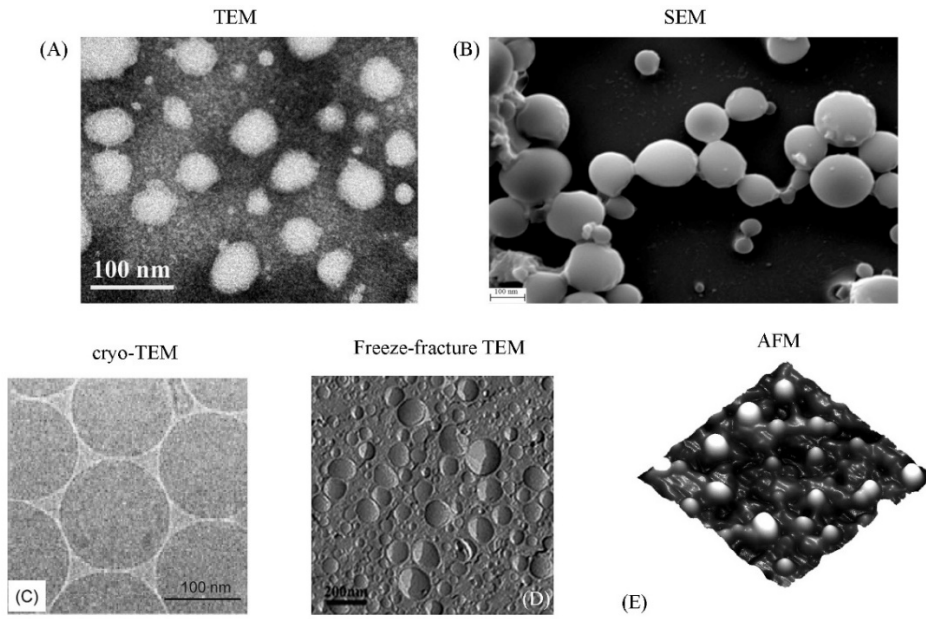 TEM
SEM
(A)
(B)
100 nm
100 nm
cryo-TEM
Freeze-fracture TEM
AFM
(C)
100 nm
200nm
(D)
(E)